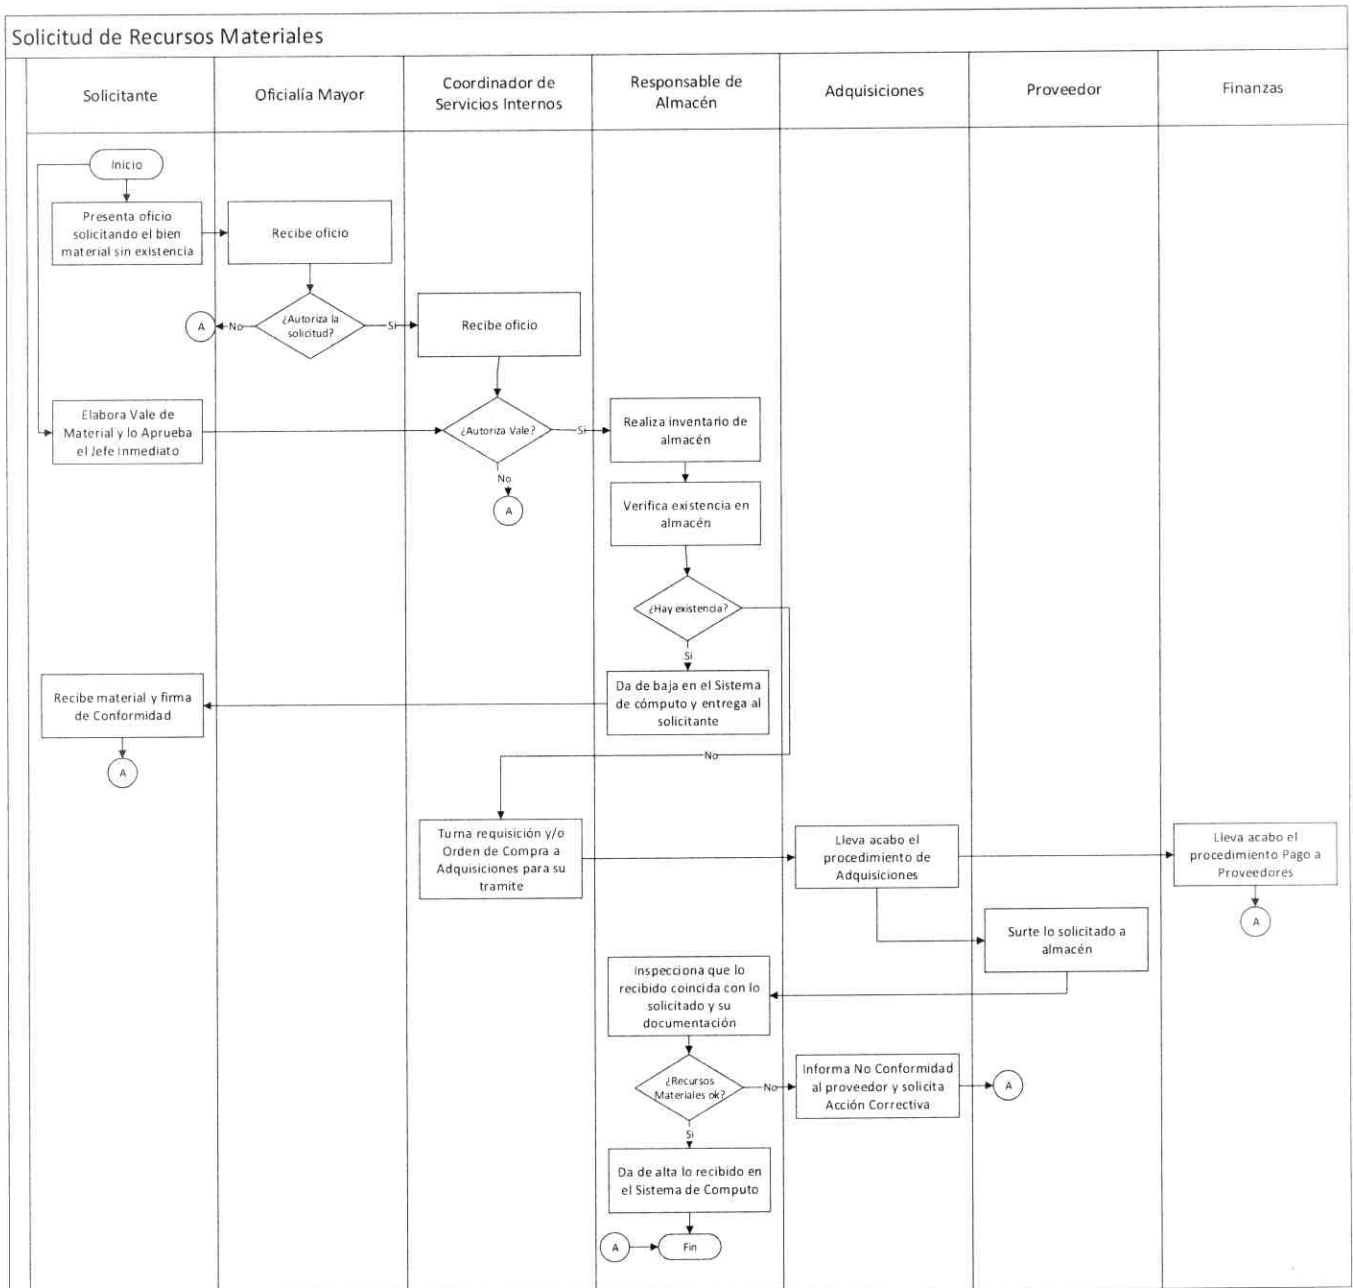 Solicitud de Recursos Materiales
Solicitante
Oficialía Mayor
Coordinador de
Servicios Internos
Responsable de
Almacén
Adquisiciones
Proveedor
Finanzas
Inicio
Presenta oficio
solicitando el bien
material sin existencia
Recibe oficio
¿Autoriza la
solicitud?
No
A
Si
Recibe oficio
Elabora Vale de
Material y lo Aprueba
el Jefe Inmediato
¿Autoriza Vale?
Si
No
A
Realiza inventario de
almacén
Verifica existencia en
almacén
¿Hay existencia?
Si
No
Da de baja en el Sistema
de cómputo y entrega al
solicitante
Recibe material y firma
de Conformidad
A
Turna requisición y/o
Orden de Compra a
Adquisiciones para su
tramite
Lleva acabo el
procedimiento de
Adquisiciones
Lleva acabo el
procedimiento Pago a
Proveedores
A
Surte lo solicitado a
almacén
Inspecciona que lo
recibido coincida con lo
solicitado y su
documentación
¿Recursos
Materiales ok?
No
Informa No Conformidad
al proveedor y solicita
Acción Correctiva
A
Si
Da de alta lo recibido en
el Sistema de Computo
A
Fin